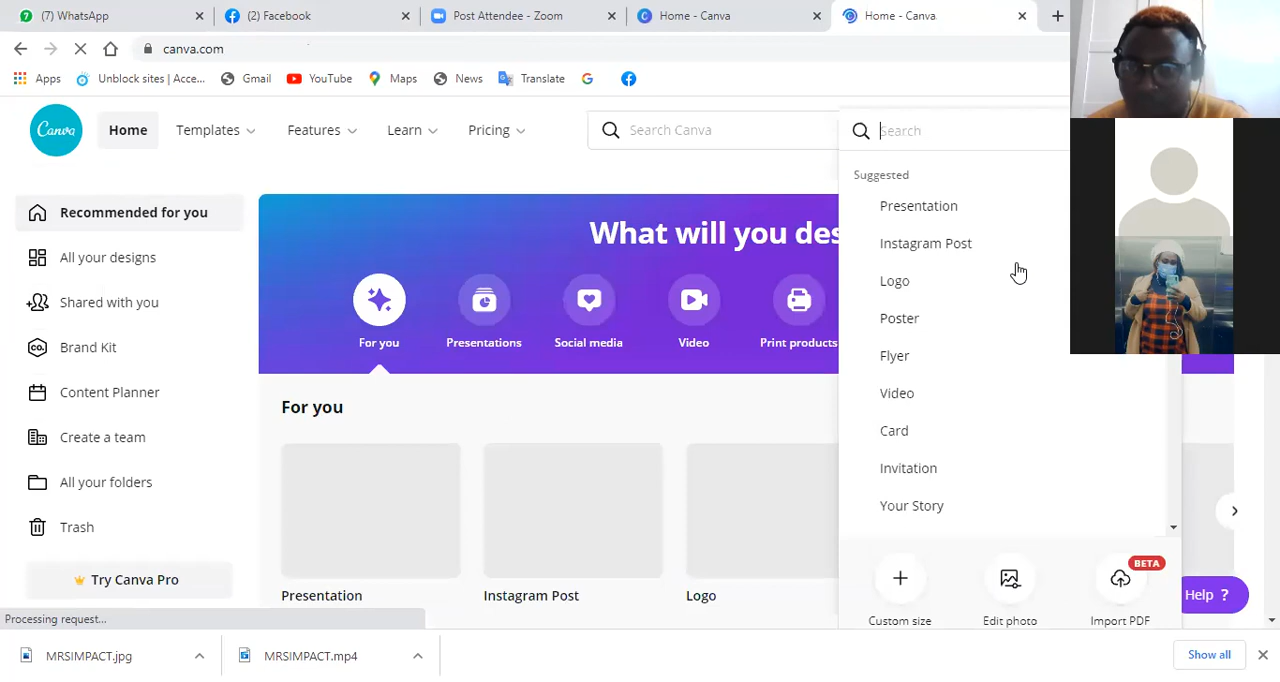 (7) WhatsApp
(2) Facebook
Post Attendee - Zoom
Home - Canva
Home - Canva
canva.com
Apps
Unblock sites | Acce...
Gmail
YouTube
Maps
News
Translate
Canva
Home
Templates
Features
Learn
Pricing
Search Canva
Search
Suggested
Presentation
Instagram Post
Logo
Poster
Flyer
Video
Card
Invitation
Your Story
Recommended for you
All your designs
Shared with you
Brand Kit
Content Planner
Create a team
All your folders
Trash
Try Canva Pro
What will you des
For you
Presentations
Social media
Video
Print products
For you
Presentation
Instagram Post
Logo
BETA
Custom size
Edit photo
Import PDF
Help ?
Processing request...
MRSIMPACT.jpg
MRSIMPACT.mp4
Show all